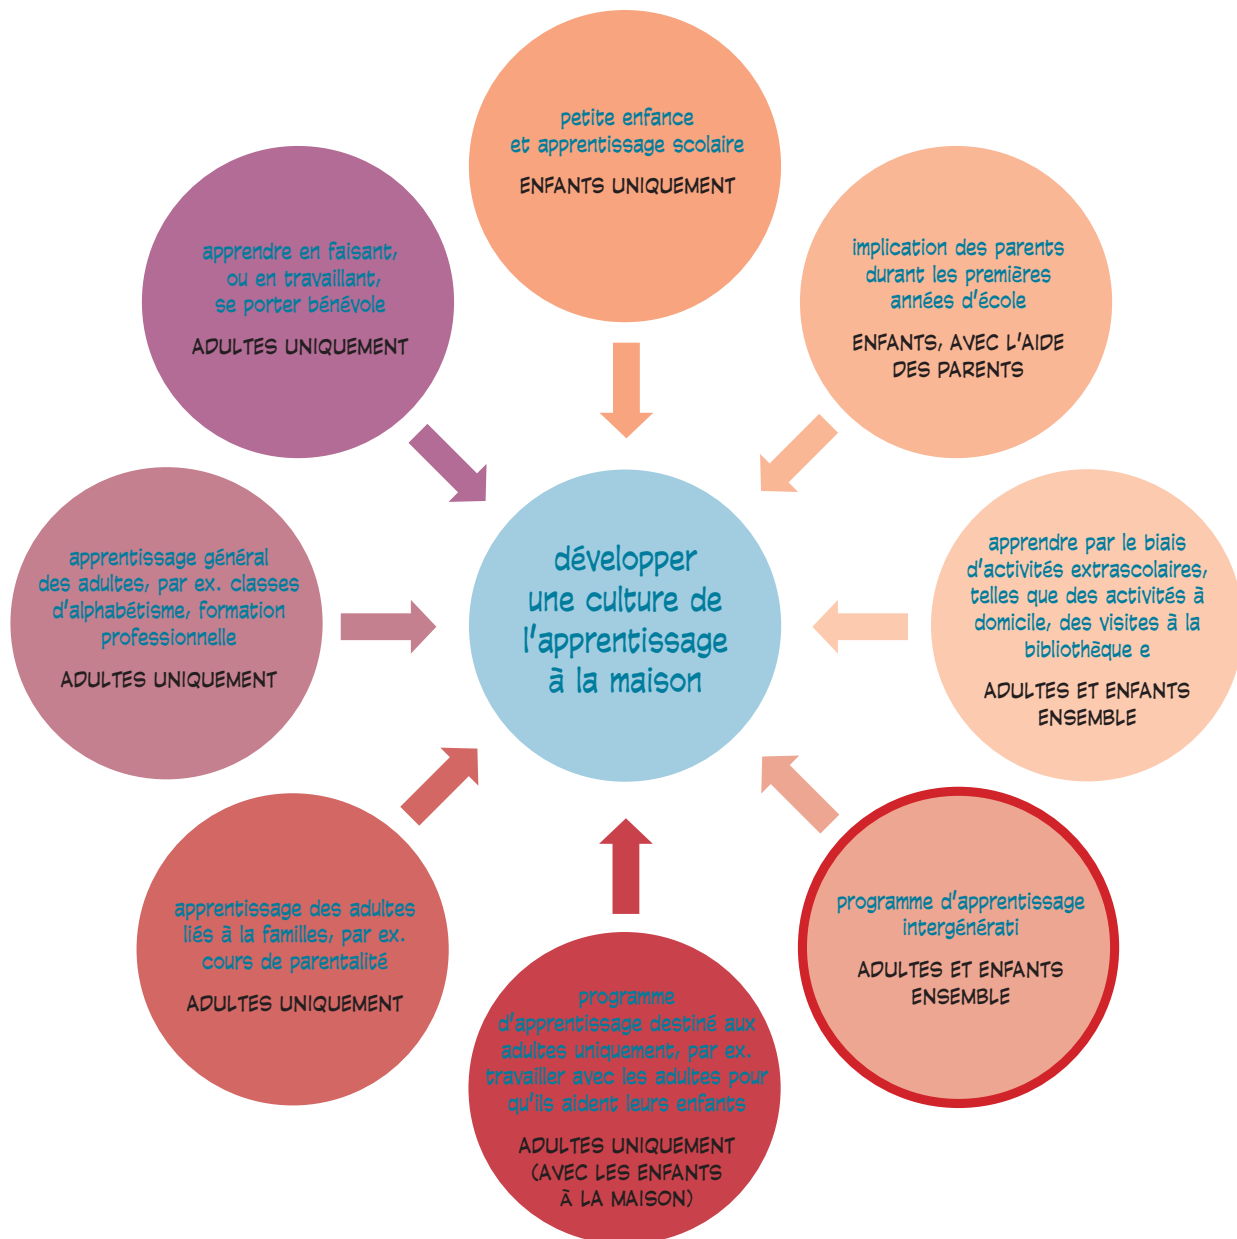 petite enfance
et apprentissage scolaire
ENFANTS UNIQUEMENT
implication des parents
durant les premières
années d'école
ENFANTS, AVEC L'AIDE
DES PARENTS
apprendre par le biais
d'activités extrascolaires,
telles que des activités à
domicile, des visites à la
bibliothèque e
ADULTES ET ENFANTS
ENSEMBLE
programme d'apprentissage
intergénérati
ADULTES ET ENFANTS
ENSEMBLE
programme
d'apprentissage destiné aux
adultes uniquement, par ex.
travailler avec les adultes pour
qu'ils aident leurs enfants
ADULTES UNIQUEMENT
(AVEC LES ENFANTS
À LA MAISON)
apprentissage des adultes
liés à la familles, par ex.
cours de parentalité
ADULTES UNIQUEMENT
apprentissage général
des adultes, par ex. classes
d'alphabétisme, formation
professionnelle
ADULTES UNIQUEMENT
apprendre en faisant,
ou en travaillant,
se porter bénévole
ADULTES UNIQUEMENT
développer
une culture de
l'apprentissage
à la maison